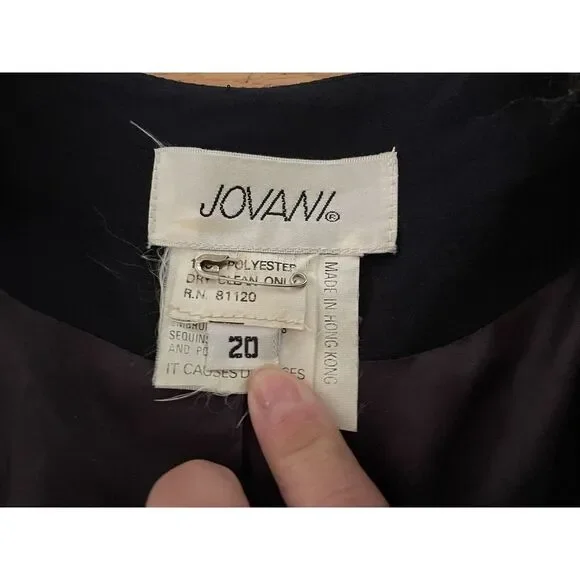 JOVANI®
POLYESTER
DRY CLEAN ONL
R.N. 81120
MADE IN HONG KONG
SEQUINS
AND PO
20
IT CAUSES D